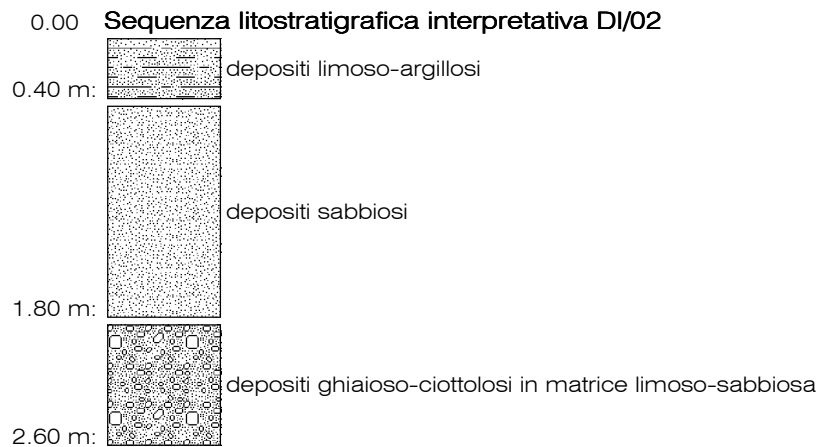 0.00 Sequenza litostratigrafica interpretativa DI/02
depositi limoso-argillosi
0.40 m:
depositi sabbiosi
1.80 m:
depositi ghiaioso-ciottolosi in matrice limoso-sabbiosa
2.60 m: